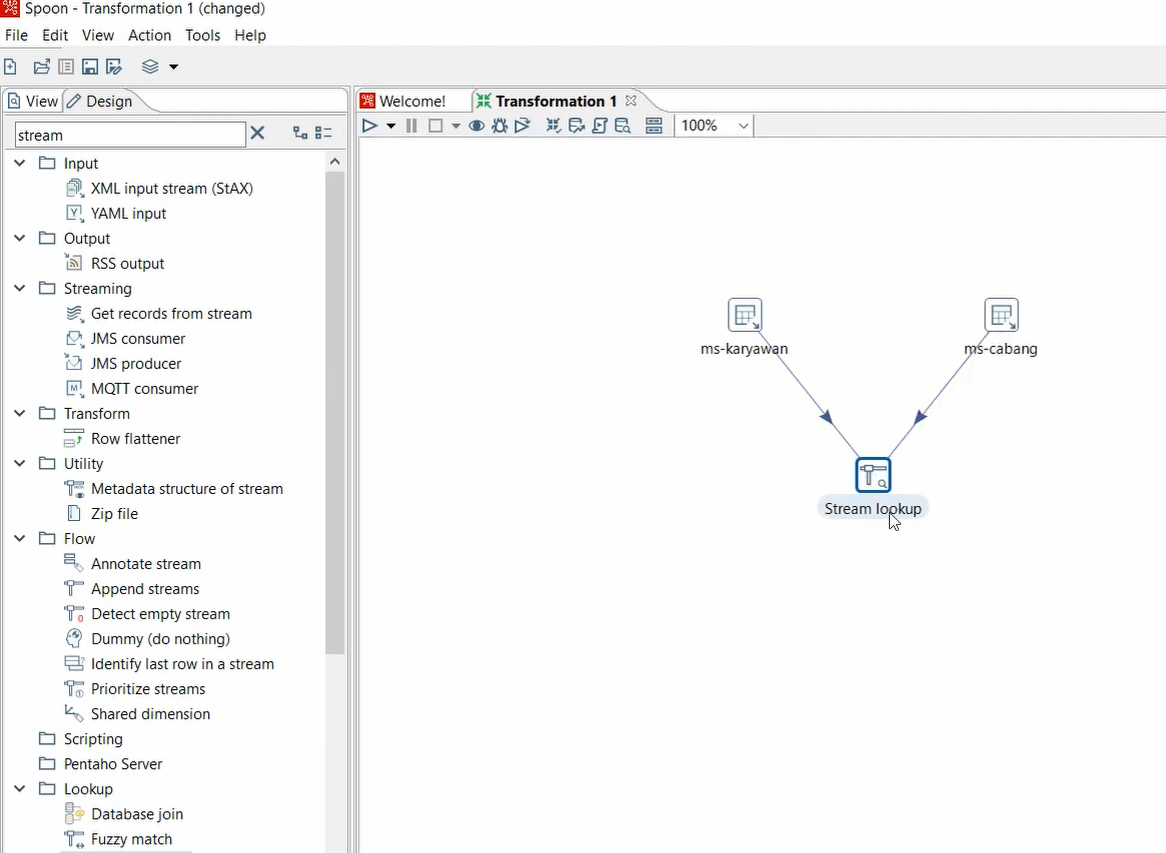 Spoon - Transformation 1 (changed)
File Edit View Action Tools Help
View Design
Welcome! Transformation 1
stream
100%
Input
XML input stream (StAX)
YAML input
Output
RSS output
Streaming
Get records from stream
JMS consumer
JMS producer
MQTT consumer
Transform
Row flattener
Utility
Metadata structure of stream
Zip file
Flow
Annotate stream
Append streams
Detect empty stream
Dummy (do nothing)
Identify last row in a stream
Prioritize streams
Shared dimension
Scripting
Pentaho Server
Lookup
Database join
Fuzzy match
ms-karyawan
ms-cabang
Stream lookup